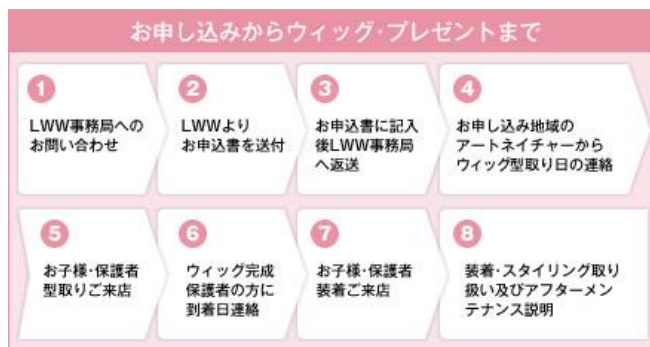 お申し込みからウィッグ・プレゼントまで
1
LWW事務局への
お問い合わせ
2
LWWより
お申込書を送付
3
お申込書に記入
後LWW事務局
へ返送
4
お申し込み地域の
アートネイチャーから
ウィッグ型取り日の連絡
5
お子様・保護者
型取りご来店
6
ウィッグ完成
保護者の方に
到着日連絡
7
お子様・保護者
装着ご来店
8
装着・スタイリング取り
扱い及びアフターメン
テナンス説明